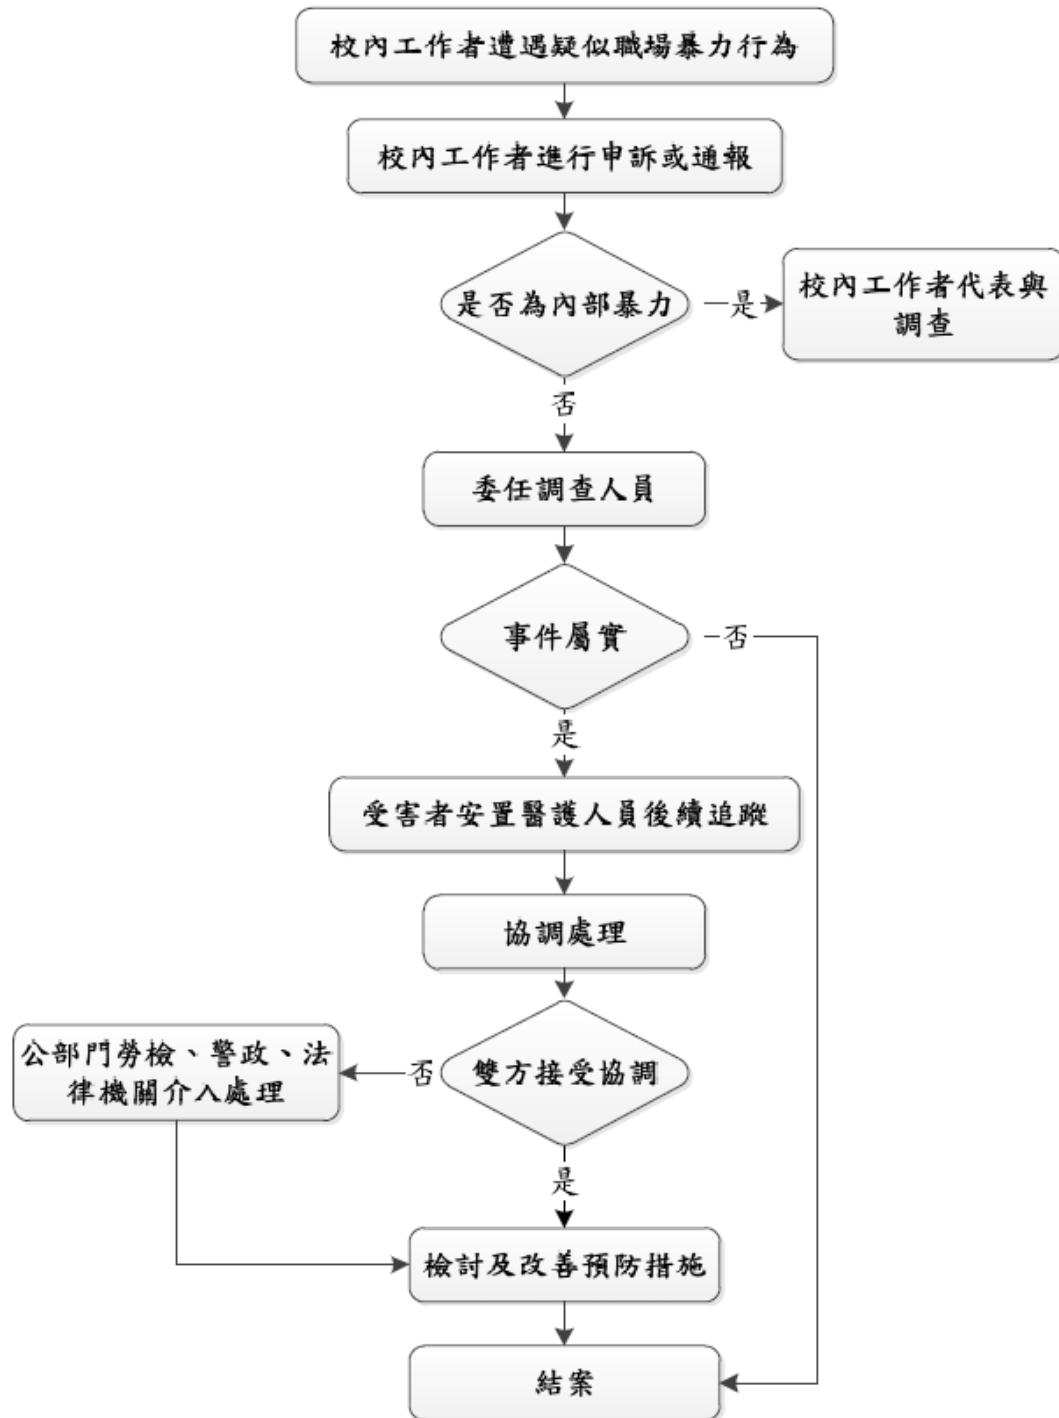 校內工作者遭遇疑似職場暴力行為
校內工作者進行申訴或通報
是否為內部暴力
是
校內工作者代表與
調查
否
委任調查人員
事件屬實
否
是
受害者安置醫護人員後續追蹤
協調處理
雙方接受協調
否
公部門勞檢、警政、法
律機關介入處理
是
檢討及改善預防措施
結案